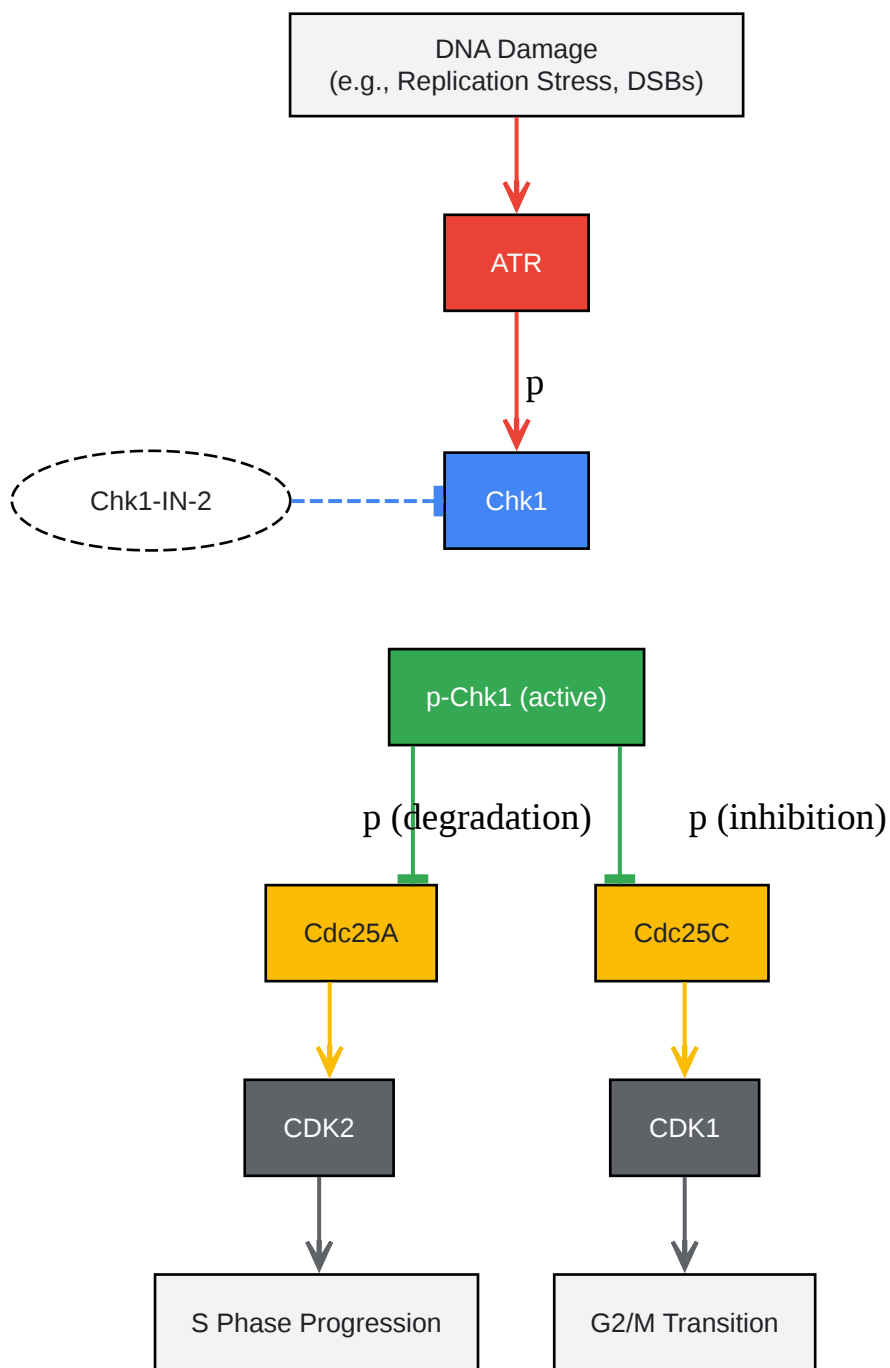 DNA Damage
(e.g., Replication Stress, DSBs)
ATR
p
Chk1-IN-2
Chk1
p-Chk1 (active)
p (degradation)
p (inhibition)
Cdc25A
Cdc25C
CDK2
CDK1
S Phase Progression
G2/M Transition